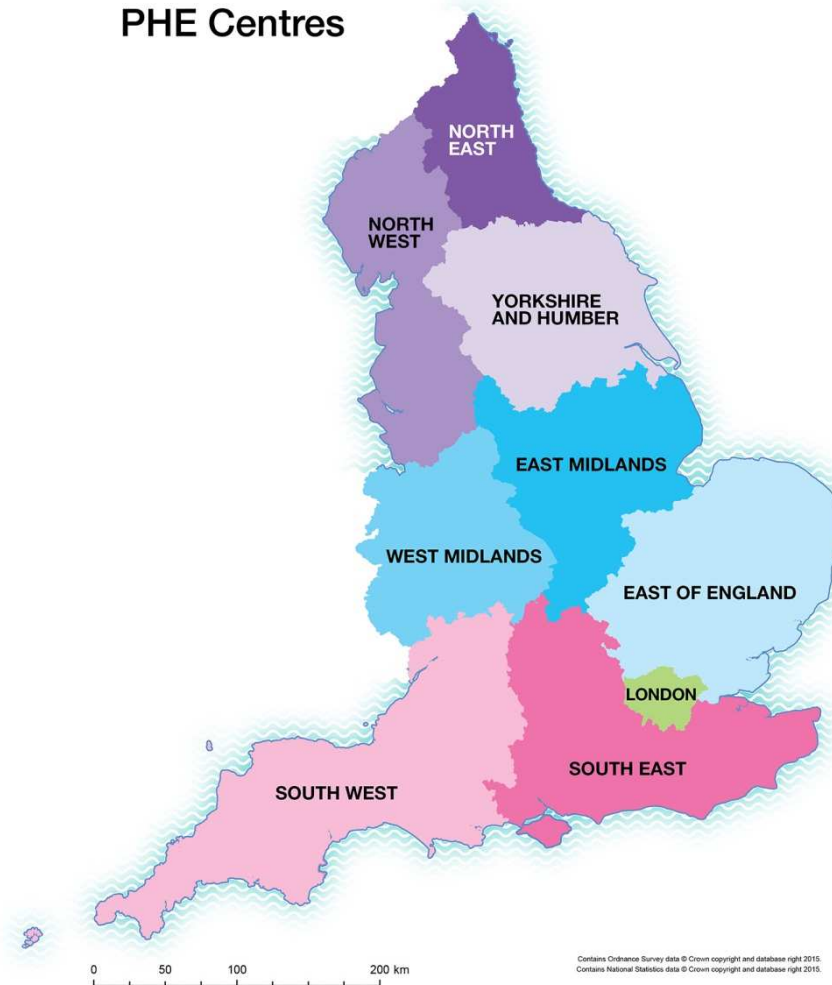 PHE Centres
NORTH
EAST
NORTH
WEST
YORKSHIRE
AND HUMBER
EAST MIDLANDS
WEST MIDLANDS
EAST OF ENGLAND
LONDON
SOUTH EAST
SOUTH WEST
0 50 100 200 km
Contains Ordnance Survey data © Crown copyright and database right 2015.
Contains National Statistics data © Crown copyright and database right 2015.